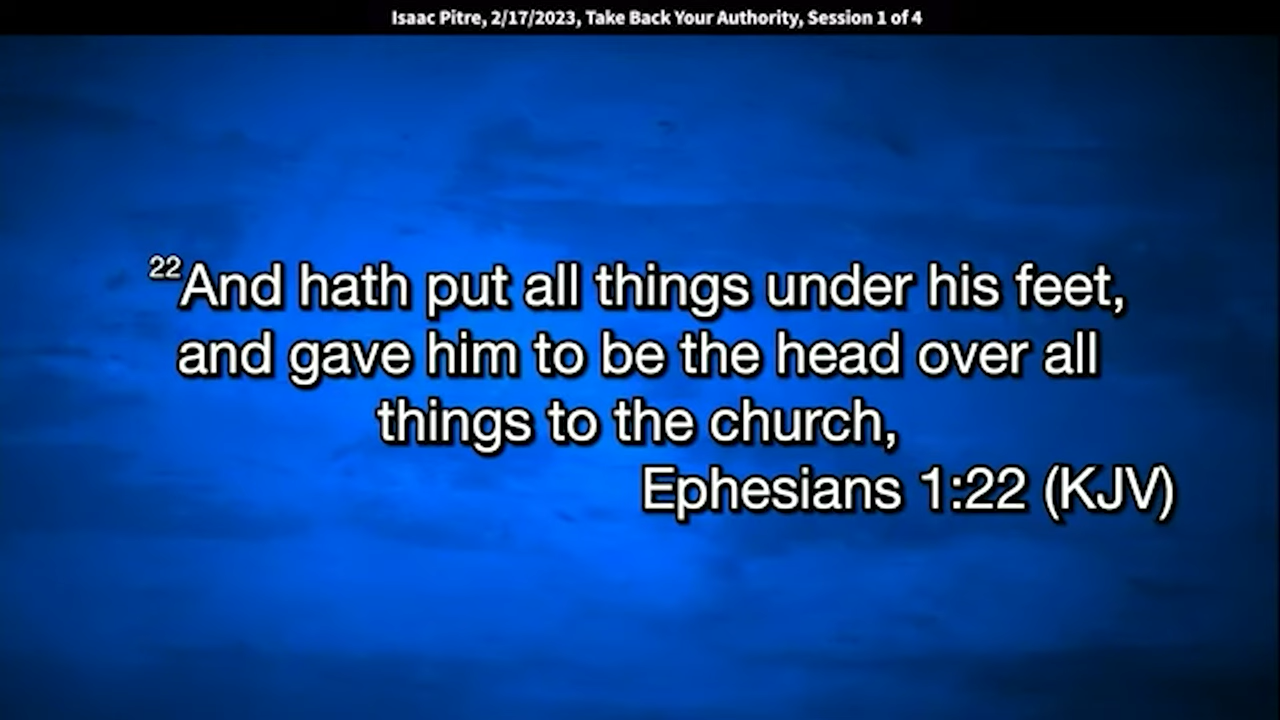 Isaac Pitre, 2/17/2023, Take Back Your Authority, Session 1 of 4
22And hath put all things under his feet,
and gave him to be the head over all
things to the church,
Ephesians 1:22 (KJV)